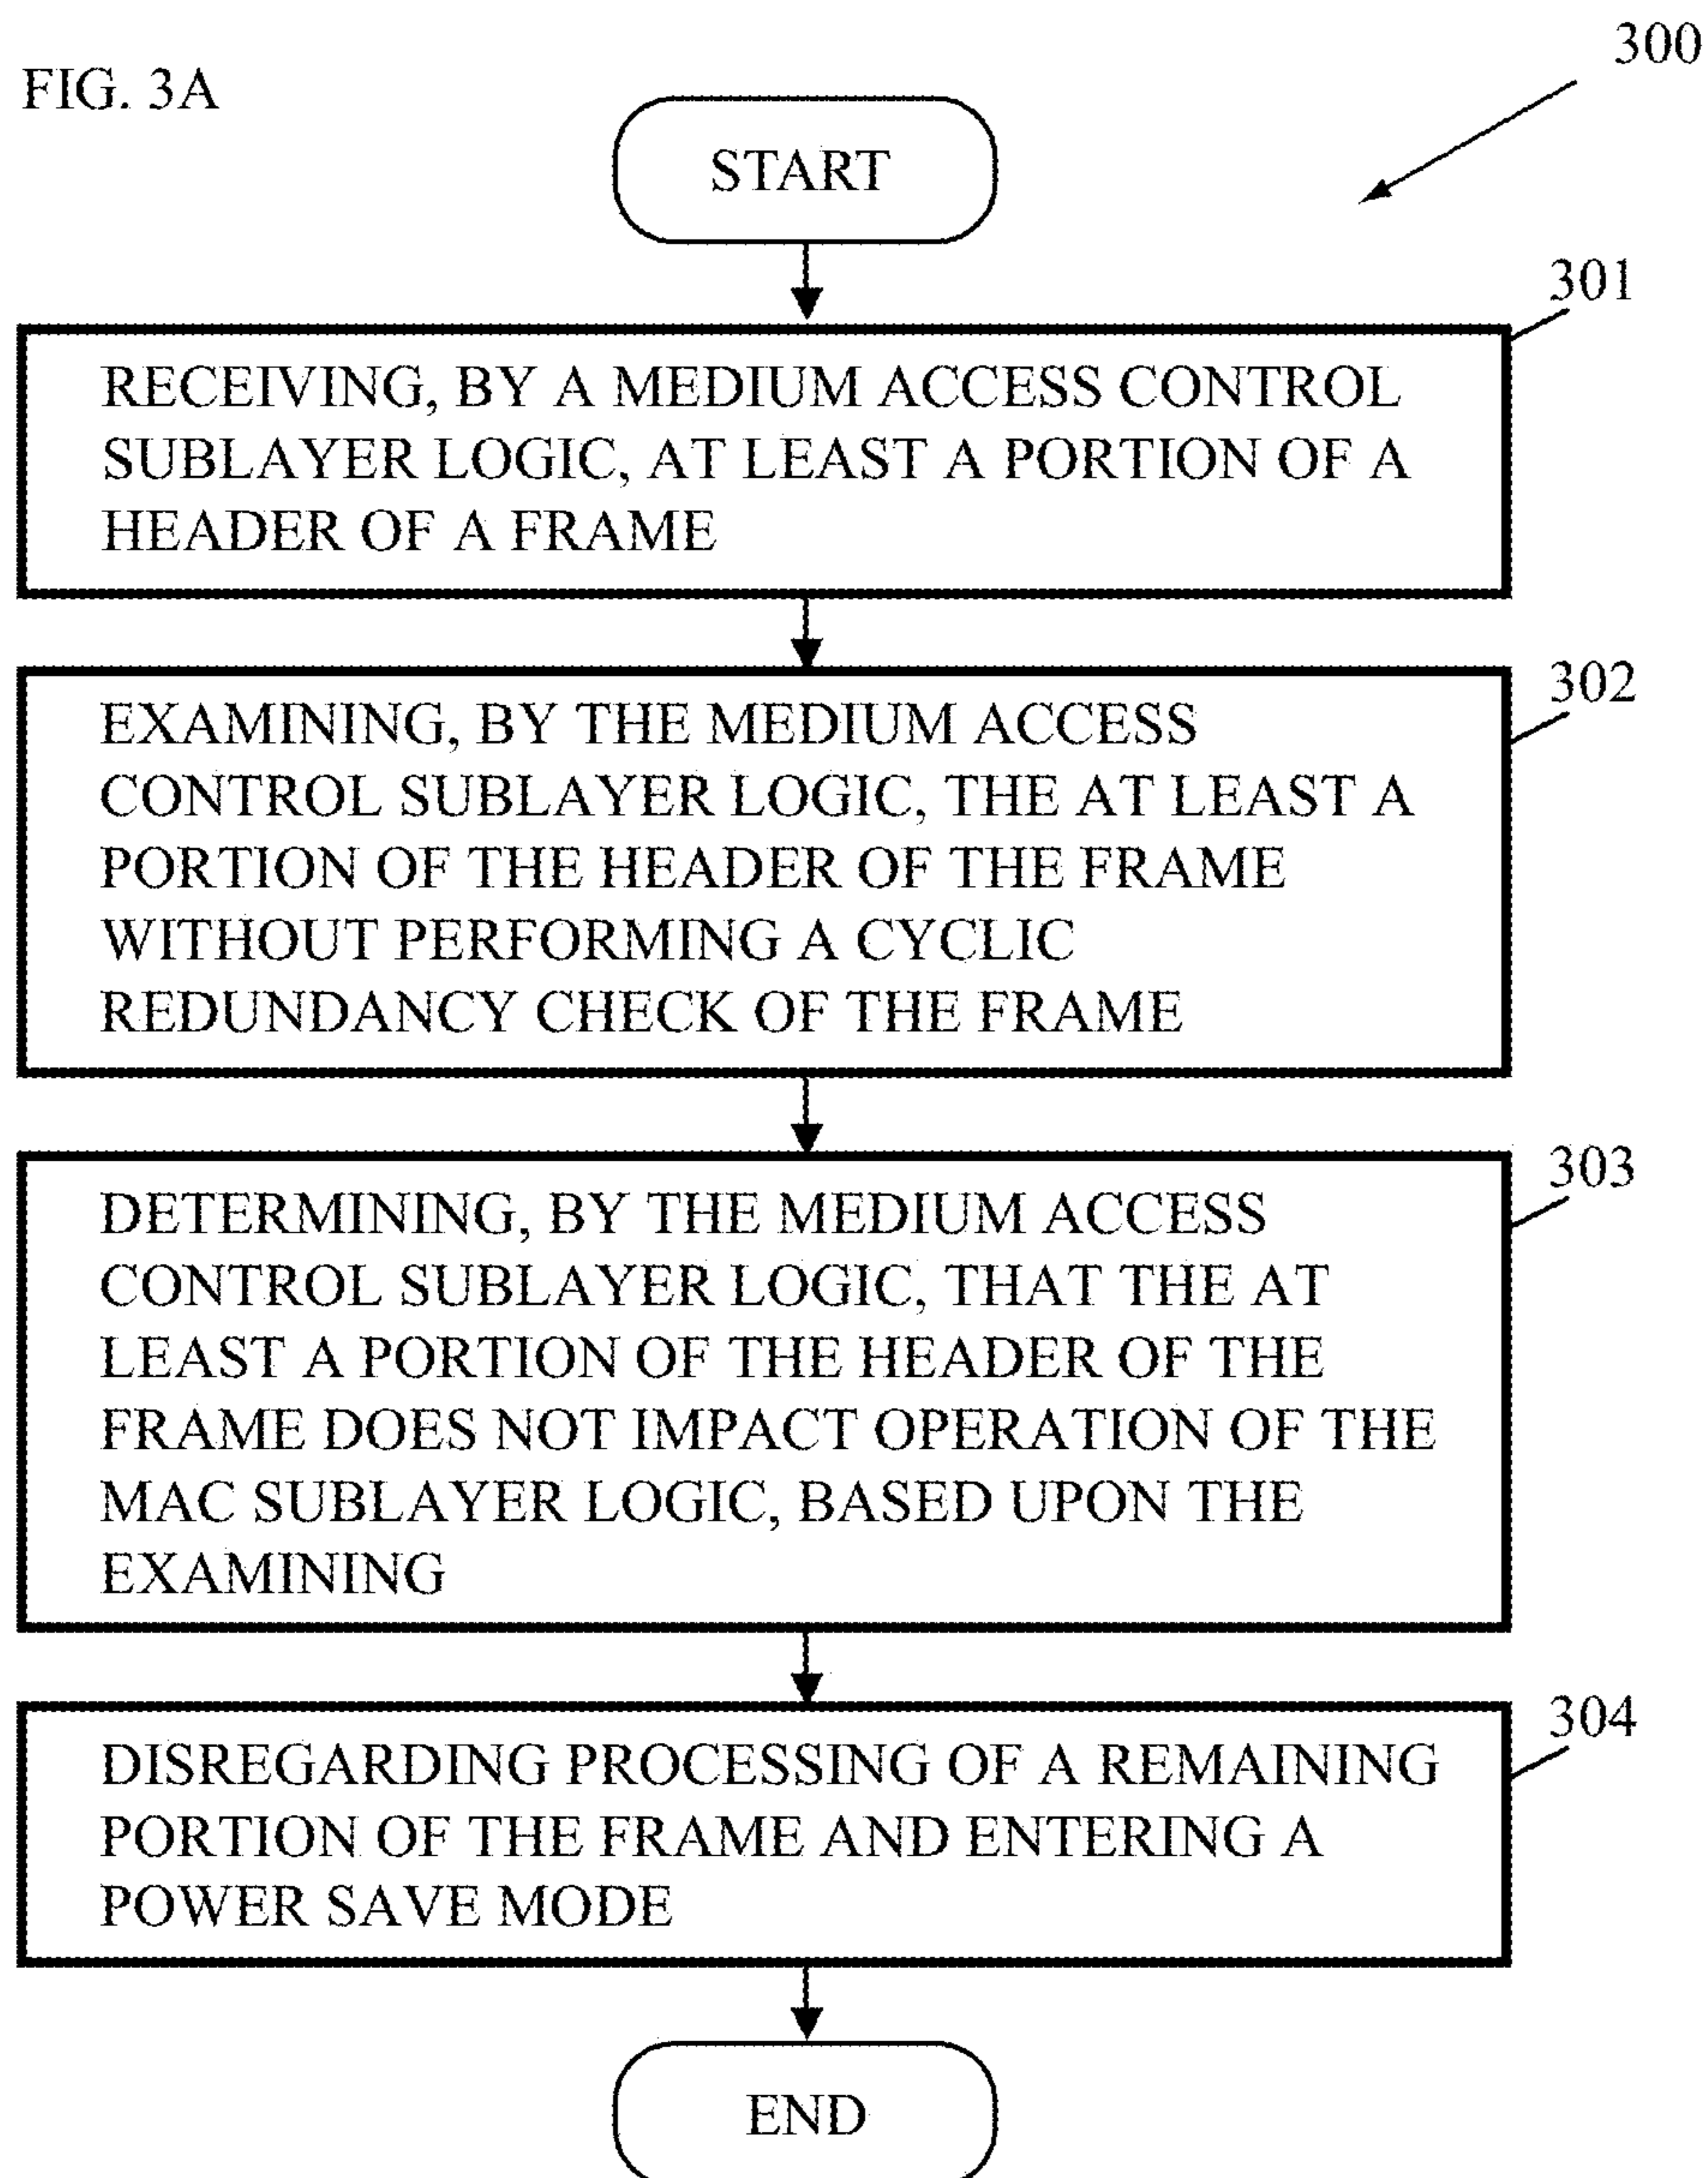 300
FIG. 3A
START
301
RECEIVING, BY A MEDIUM ACCESS CONTROL
SUBLAYER LOGIC, AT LEAST A PORTION OF A
HEADER OF A FRAME
302
EXAMINING, BY THE MEDIUM ACCESS
CONTROL SUBLAYER LOGIC, THE AT LEAST A
PORTION OF THE HEADER OF THE FRAME
WITHOUT PERFORMING A CYCLIC
REDUNDANCY CHECK OF THE FRAME
303
DETERMINING, BY THE MEDIUM ACCESS
CONTROL SUBLAYER LOGIC, THAT THE AT
LEAST A PORTION OF THE HEADER OF THE
FRAME DOES NOT IMPACT OPERATION OF THE
MAC SUBLAYER LOGIC, BASED UPON THE
EXAMINING
304
DISREGARDING PROCESSING OF A REMAINING
PORTION OF THE FRAME AND ENTERING A
POWER SAVE MODE
END